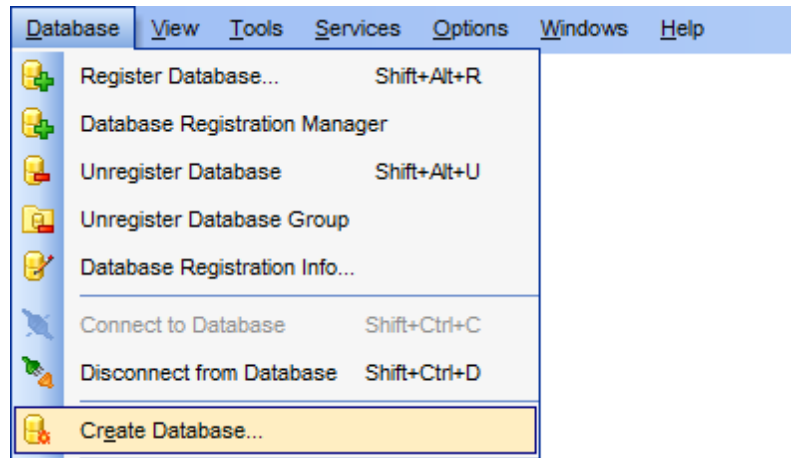 Database View Tools Services Options Windows Help
Register Database... Shift+Alt+R
Database Registration Manager
Unregister Database Shift+Alt+U
Unregister Database Group
Database Registration Info...
Connect to Database Shift+Ctrl+C
Disconnect from Database Shift+Ctrl+D
Create Database...